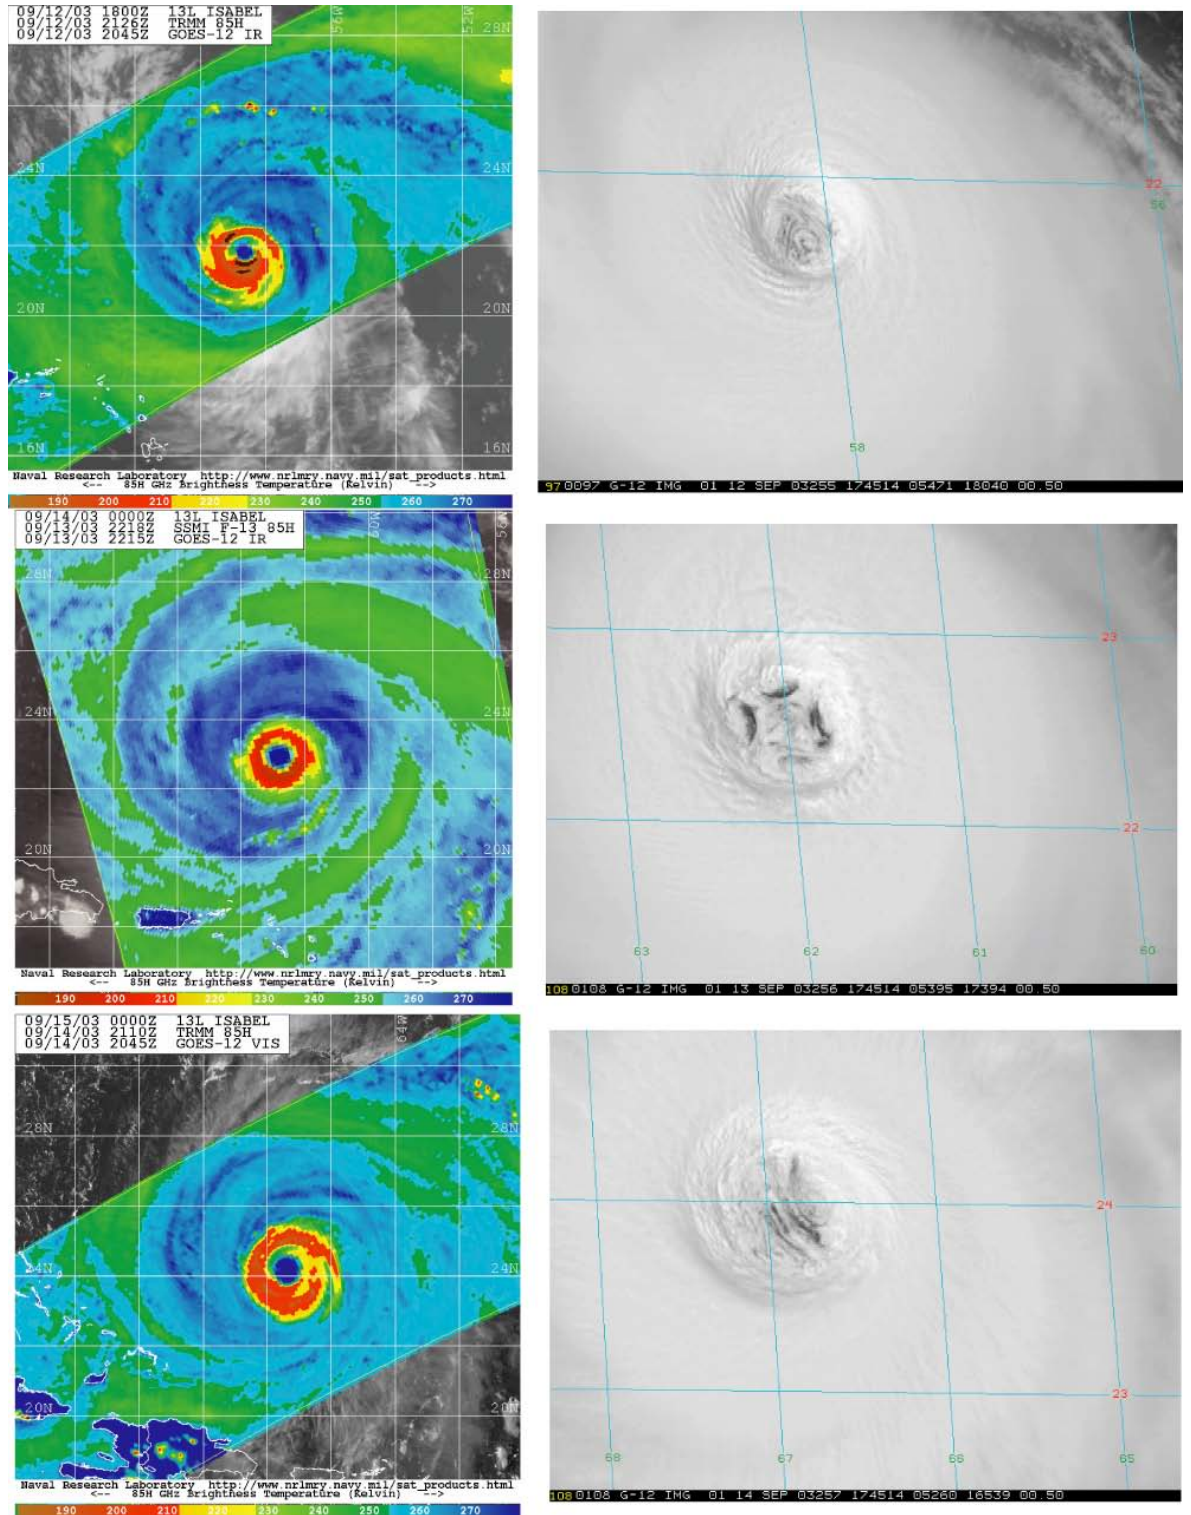 09/12/03 1800Z 13L ISABEL
09/12/03 2126Z TRMM 85H
09/12/03 2045Z GOES-12 IR
56W
52W
28N
24N
24N
20N
20N
16N
16N
Naval Research Laboratory http://www.nrlmry.navy.mil/sat_products.html
<-- 85H GHz Brightness Temperature (Kelvin) -->
190 200 210 220 230 240 250 260 270
22
56
58
97 0097 G-12 IMG 01 12 SEP 03255 174514 05471 18040 00.50
09/14/03 0000Z 13L ISABEL
09/13/03 2218Z SSMI F-13 85H
09/13/03 2215Z GOES-12 IR
60W
28N
28N
24N
24N
20N
20N
Naval Research Laboratory http://www.nrlmry.navy.mil/sat_products.html
<-- 85H GHz Brightness Temperature (Kelvin) -->
190 200 210 220 230 240 250 260 270
23
22
63 62 61 60
108 0108 G-12 IMG 01 13 SEP 03256 174514 05395 17394 00.50
09/15/03 0000Z 13L ISABEL
09/14/03 2110Z TRMM 85H
09/14/03 2045Z GOES-12 VIS
64W
28N
28N
24N
24N
20N
20N
Naval Research Laboratory http://www.nrlmry.navy.mil/sat_products.html
<-- 85H GHz Brightness Temperature (Kelvin) -->
190 200 210 220 230 240 250 260 270
24
23
68 67 66 65
108 0108 G-12 IMG 01 14 SEP 03257 174514 05260 16539 00.50